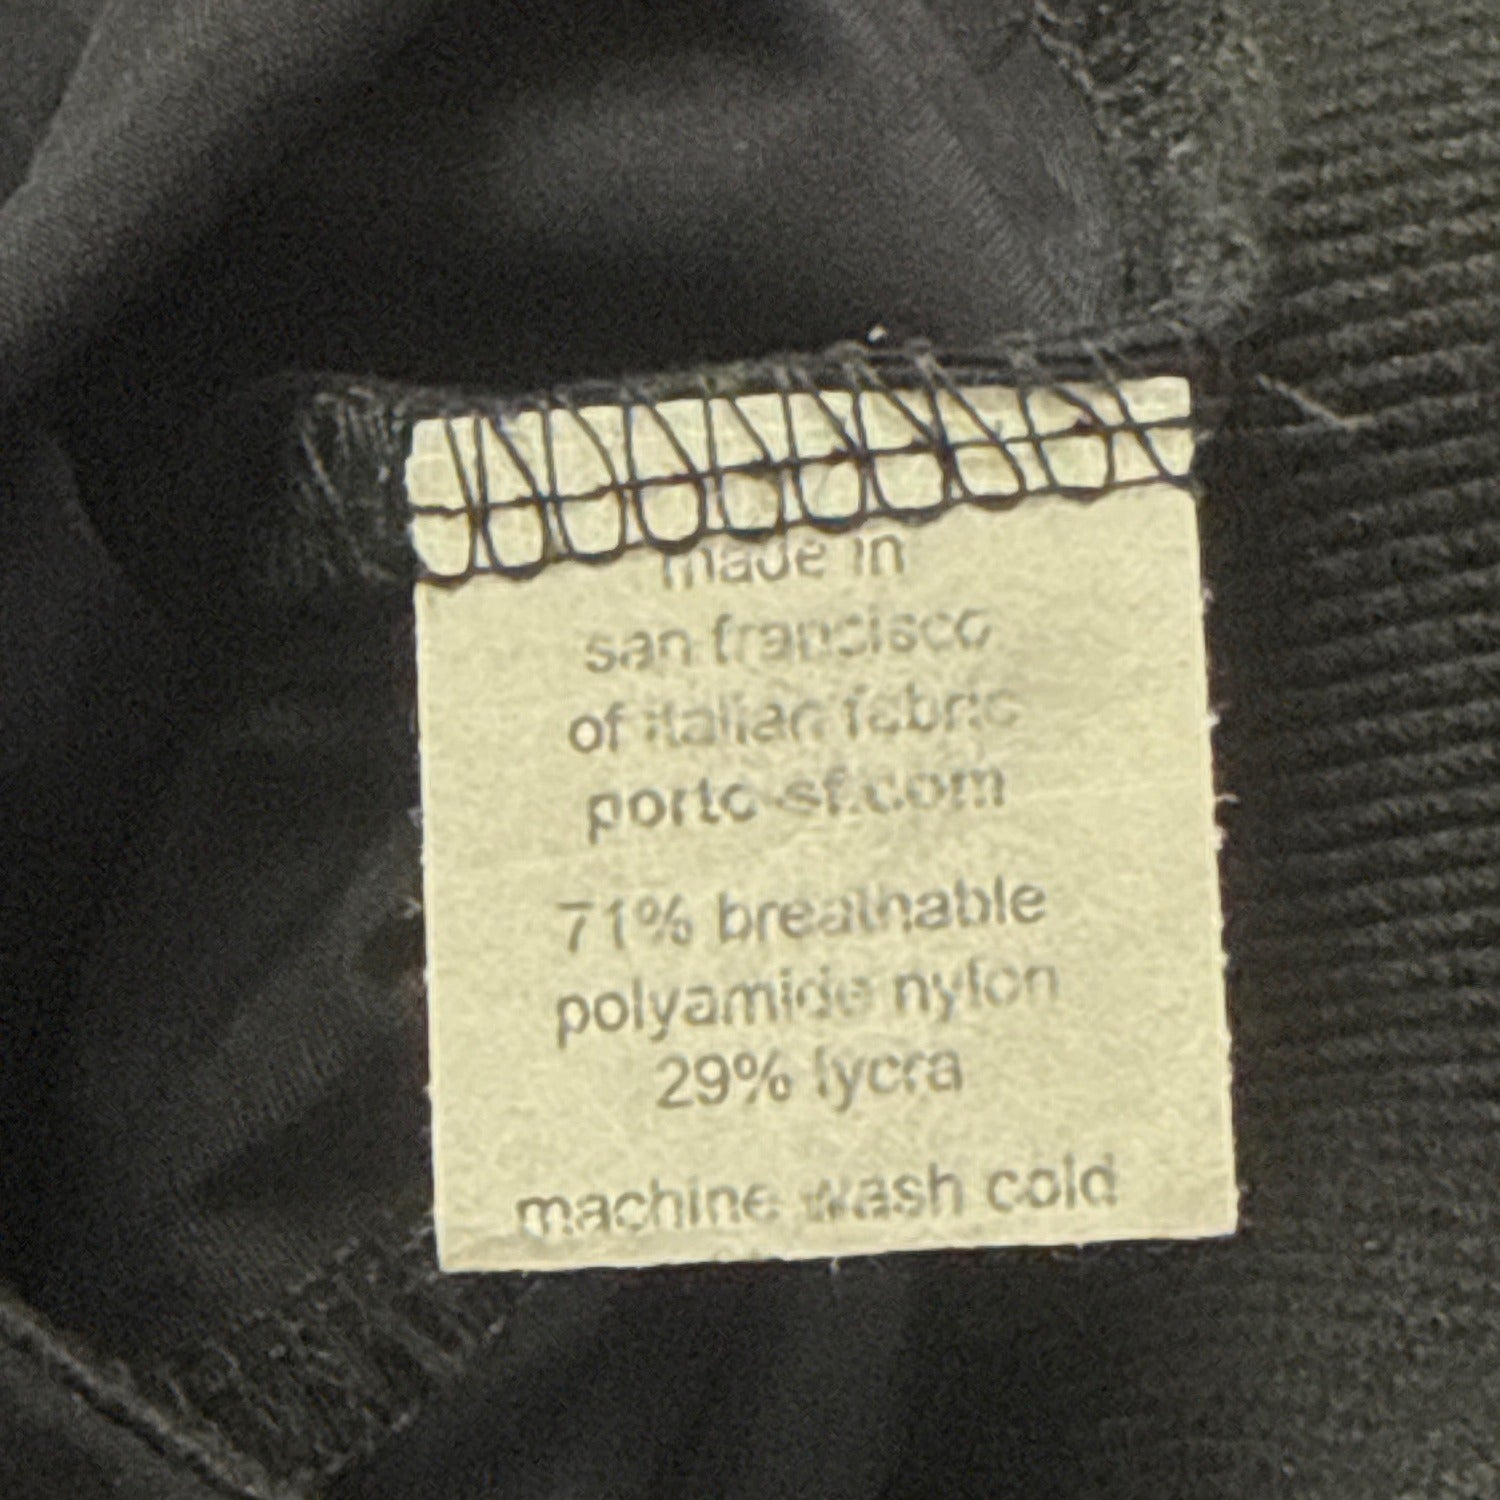 made in
san francisco
of italian fabric
porto-sf.com
71% breathable
polyamide nylon
29% lycra
machine wash cold